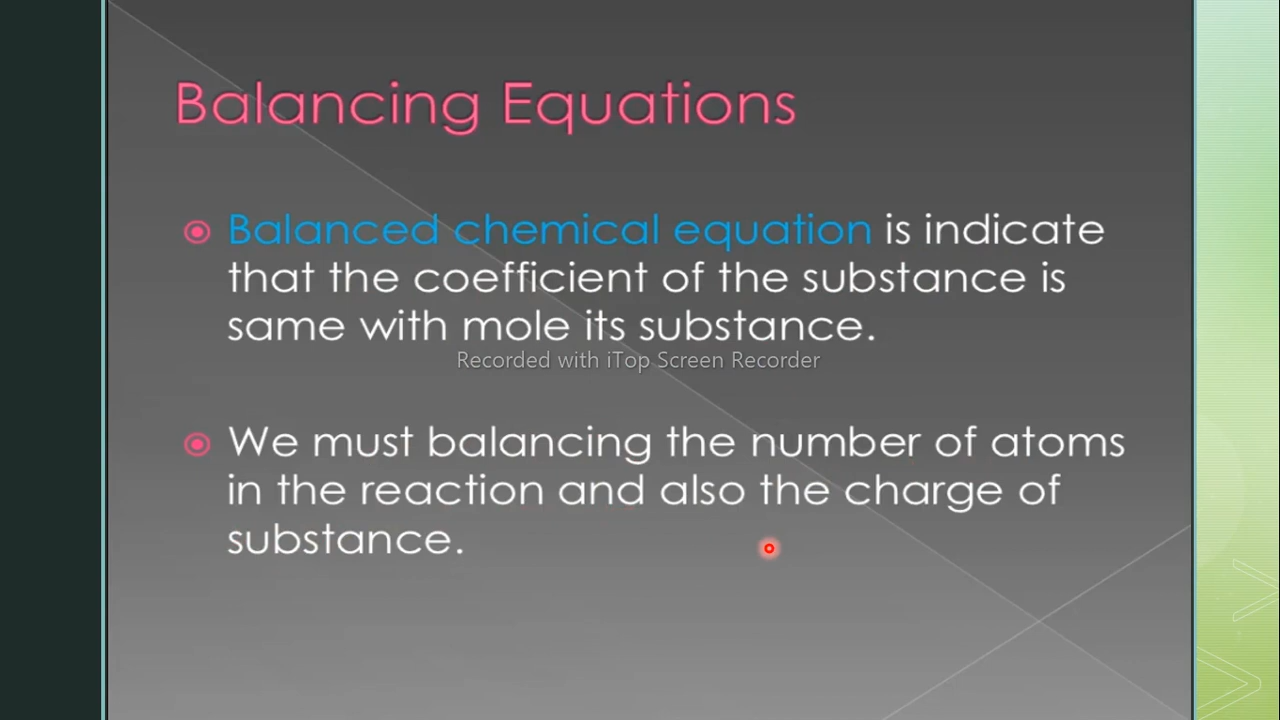 Balancing Equations
Balanced chemical equation is indicate
that the coefficient of the substance is
same with mole its substance.
Recorded with iTop Screen Recorder
We must balancing the number of atoms
in the reaction and also the charge of
substance.